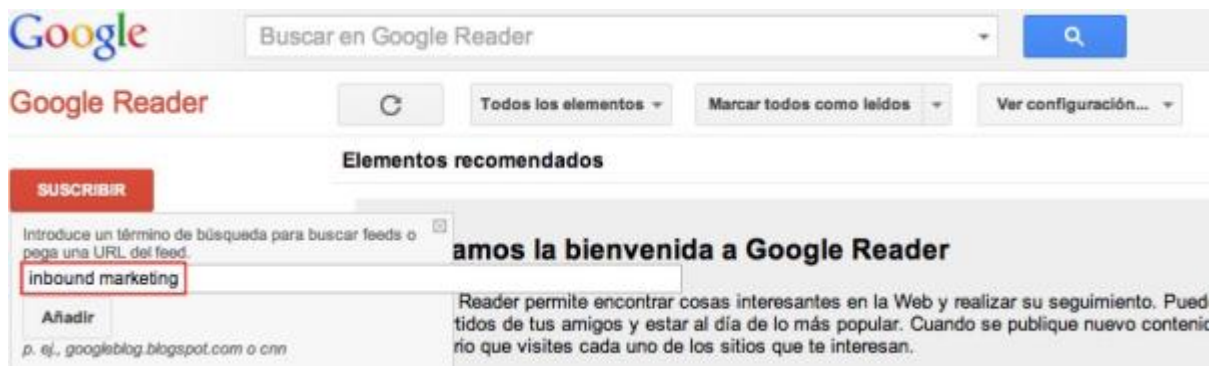 Google
Buscar en Google Reader
Google Reader
Todos los elementos
Marcar todos como leídos
Ver configuración...
Elementos recomendados
SUSCRIBIR
Introduce un término de búsqueda para buscar feeds o
pega una URL del feed.
inbound marketing
Añadir
p. ej., googleblog.blogspot.com o cnn
amos la bienvenida a Google Reader
Reader permite encontrar cosas interesantes en la Web y realizar su seguimiento. Pued
tidos de tus amigos y estar al día de lo más popular. Cuando se publique nuevo contenic
rio que visites cada uno de los sitios que te interesan.